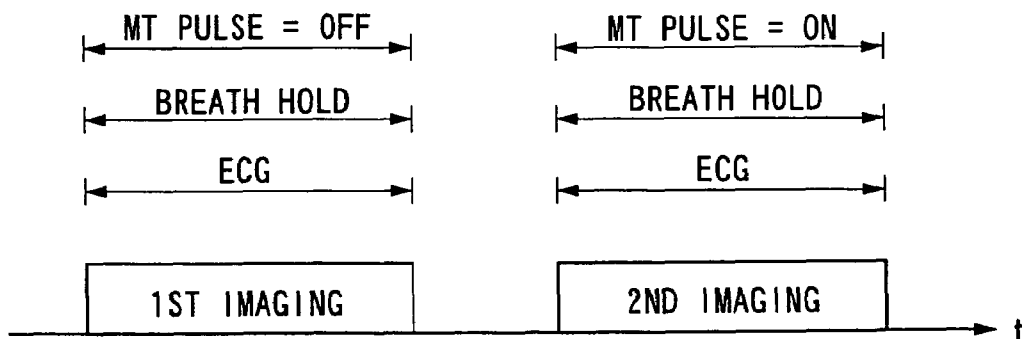 MT PULSE = OFF
MT PULSE = ON
BREATH HOLD
BREATH HOLD
ECG
ECG
1ST IMAGING
2ND IMAGING
t